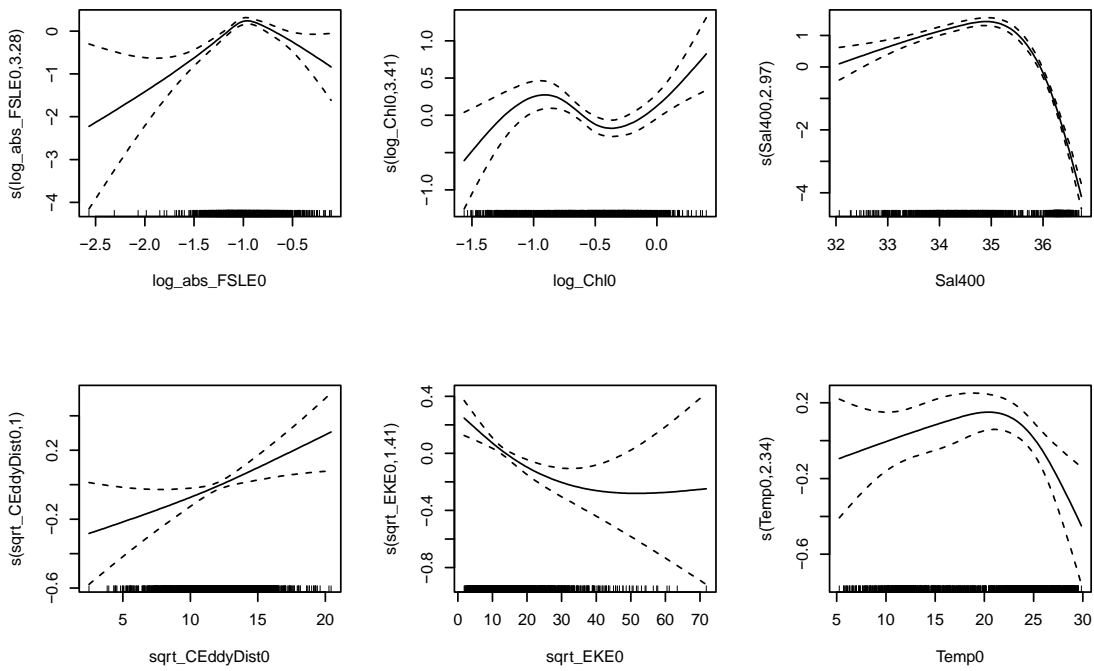 s(log_abs_FSLE0,3.28)
0
−1
−2
−3
−4
−2.5 −2.0 −1.5 −1.0 −0.5
log_abs_FSLE0
s(log_Chl0,3.41)
1.0
0.5
0.0
−1.0
−1.5 −1.0 −0.5 0.0
log_Chl0
s(Sal400,2.97)
1
0
−2
−4
32 33 34 35 36
Sal400
s(sqrt_CEddyDist0,1)
0.2
−0.2
−0.6
5 10 15 20
sqrt_CEddyDist0
s(sqrt_EKE0,1.41)
0.4
0.0
−0.4
−0.8
0 10 20 30 40 50 60 70
sqrt_EKE0
s(Temp0,2.34)
0.2
−0.2
−0.6
5 10 15 20 25 30
Temp0